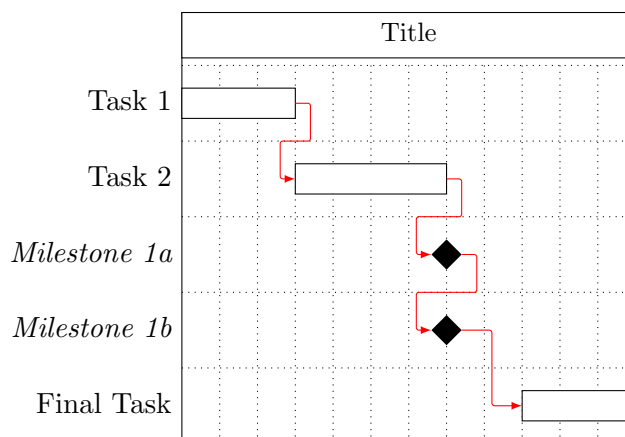 Title
Task 1
Task 2
Milestone 1a
Milestone 1b
Final Task